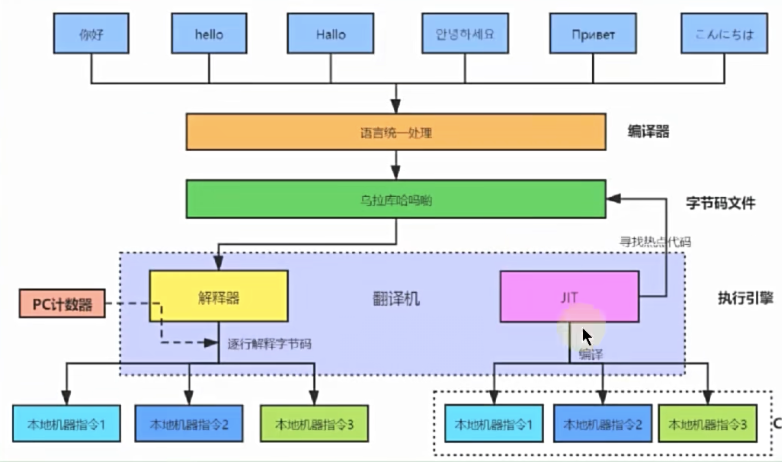 你好
hello
Hallo
안녕하세요
Привет
こんにちは
语言统一处理
编译器
乌拉库哈吗哟
字节码文件
寻找热点代码
解释器
翻译机
JIT
执行引擎
PC计数器
逐行解释字节码
编译
本地机器指令1
本地机器指令2
本地机器指令3
本地机器指令1
本地机器指令2
本地机器指令3